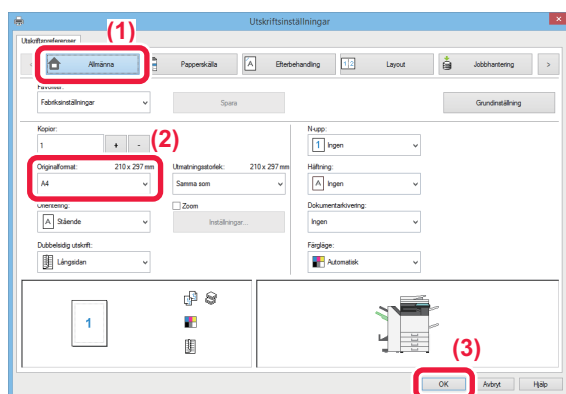 Utskriftsinställningar
(1)
Utskriftspreferenser
Allmänna
Papperskälla
Efterbehandling
Layout
Jobbhantering
Favoriter:
Fabriksinställningar
Spara
Grundinställning
Kopior:
N-upp:
1
+
-
(2)
1
Ingen
Originalformat:
210 x 297 mm
Utmatningsstorlek:
210 x 297 mm
Häftning:
A4
Samma som
Ingen
Orientering:
Zoom
Dokumentarkivering:
Stående
Inställningar...
Ingen
Dubbelsidig utskrift:
Färgläge:
Långsidan
Automatisk
1
(3)
OK
Avbryt
Hjälp